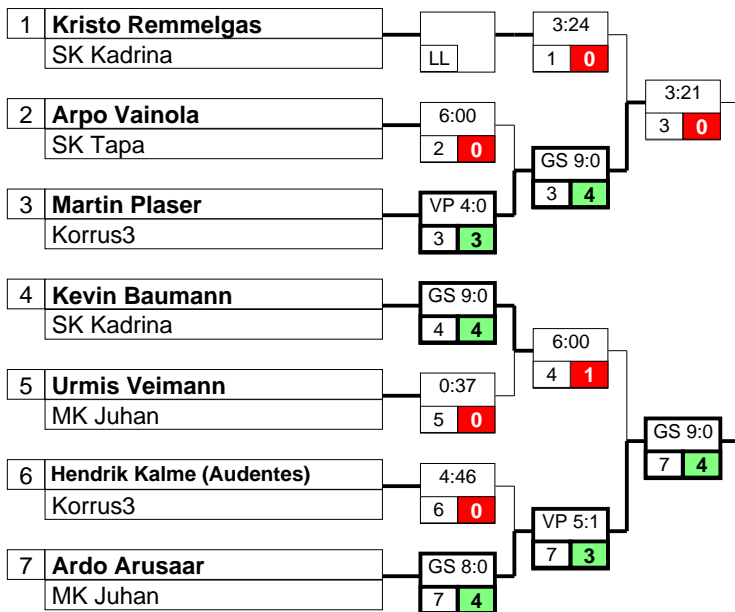 1 Kristo Remmelgas
SK Kadrina
LL
3:24
1 0
3:21
3 0
2 Arpo Vainola
SK Tapa
6:00
2 0
GS 9:0
3 4
3 Martin Plaser
Korrus3
VP 4:0
3 3
4 Kevin Baumann
SK Kadrina
GS 9:0
4 4
6:00
4 1
5 Urmis Veimann
MK Juhan
0:37
5 0
GS 9:0
7 4
6 Hendrik Kalme (Audentes)
Korrus3
4:46
6 0
VP 5:1
7 3
7 Ardo Arusaar
MK Juhan
GS 8:0
7 4